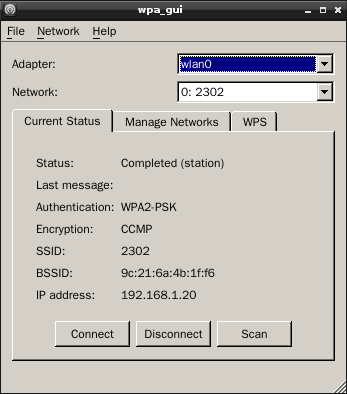 wpa_gui
File Network Help
Adapter: wlan0
Network: 0: 2302
Current Status Manage Networks WPS
Status: Completed (station)
Last message:
Authentication: WPA2-PSK
Encryption: CCMP
SSID: 2302
BSSID: 9c:21:6a:4b:1f:f6
IP address: 192.168.1.20
Connect Disconnect Scan